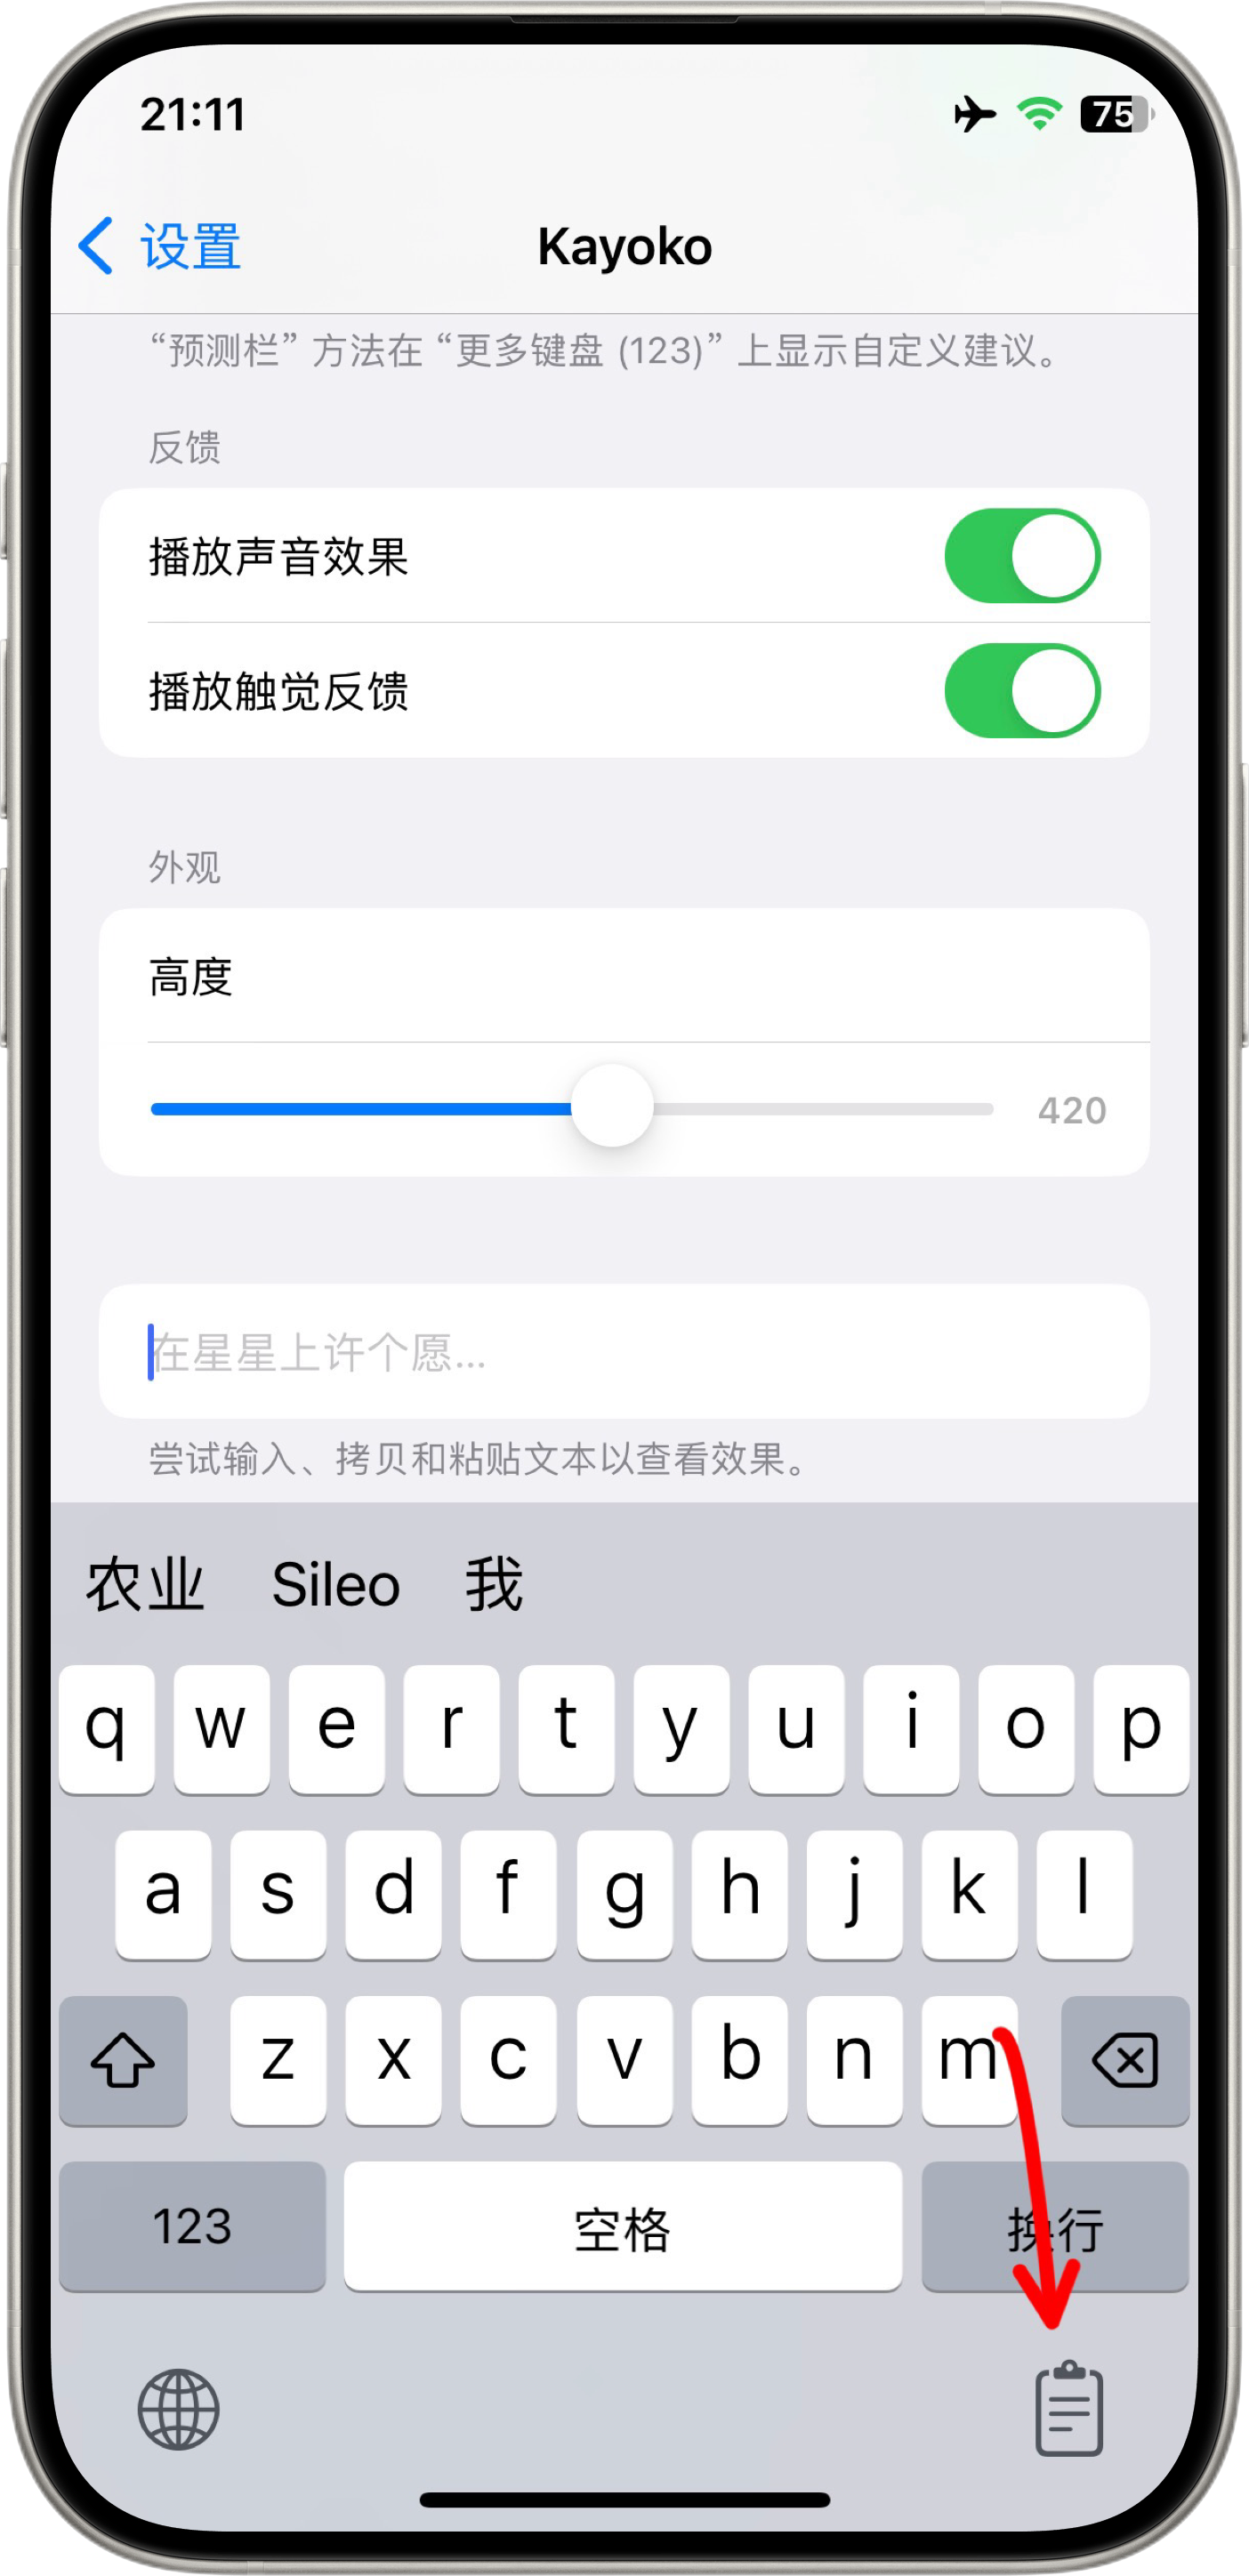 21:11
75
设置
Kayoko
“预测栏” 方法在 “更多键盘 (123)” 上显示自定义建议。
反馈
播放声音效果
播放触觉反馈
外观
高度
420
在星星上许个愿...
尝试输入、拷贝和粘贴文本以查看效果。
农业 Sileo 我
q w e r t y u i o p
a s d f g h j k l
z x c v b n m
123 空格 换行